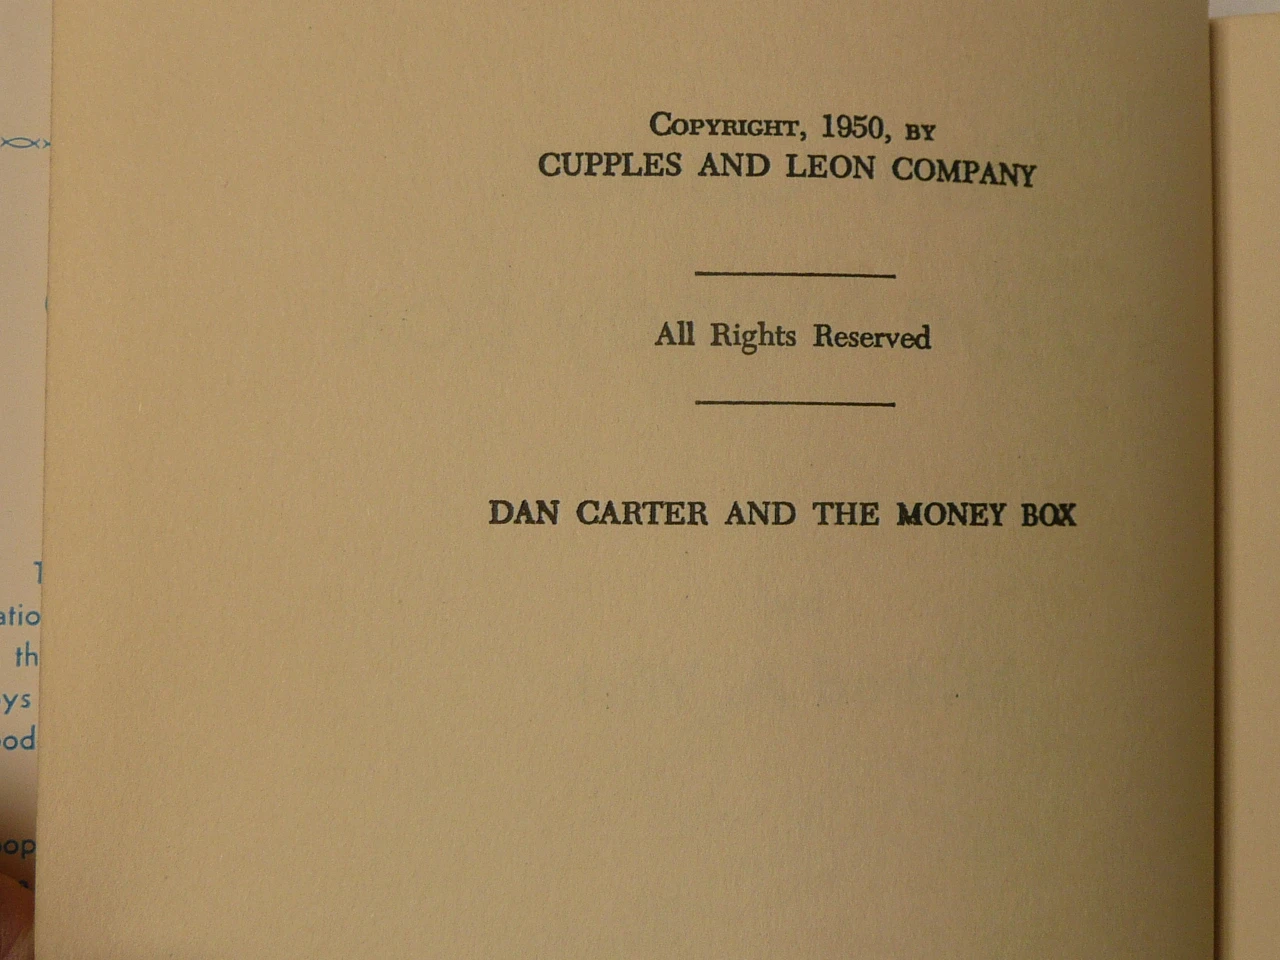 Copyright, 1950, by
CUPPLES AND LEON COMPANY
All Rights Reserved
DAN CARTER AND THE MONEY BOX